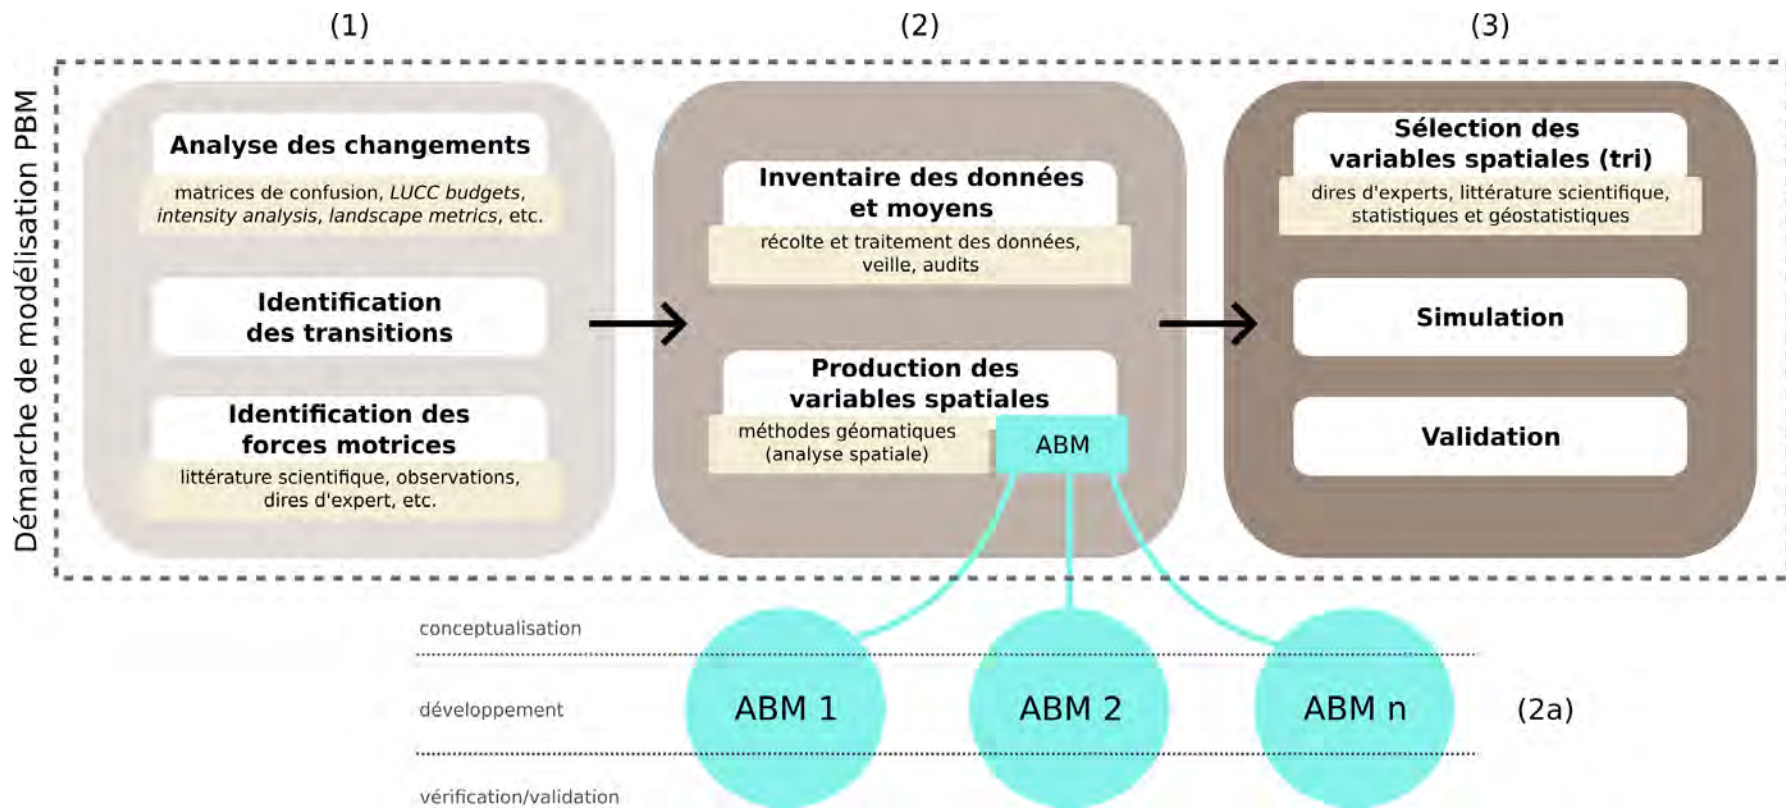 (1)
(2)
(3)
Démarche de modélisation PBM
Analyse des changements
matrices de confusion, LUCC budgets,
intensity analysis, landscape metrics, etc.
Identification
des transitions
Identification des
forces motrices
littérature scientifique, observations,
dires d'expert, etc.
Inventaire des données
et moyens
récolte et traitement des données,
veille, audits
Production des
variables spatiales
méthodes géomatiques
(analyse spatiale)
ABM
Sélection des
variables spatiales (tri)
dires d'experts, littérature scientifique,
statistiques et géostatistiques
Simulation
Validation
conceptualisation
développement
vérification/validation
ABM 1
ABM 2
ABM n
(2a)